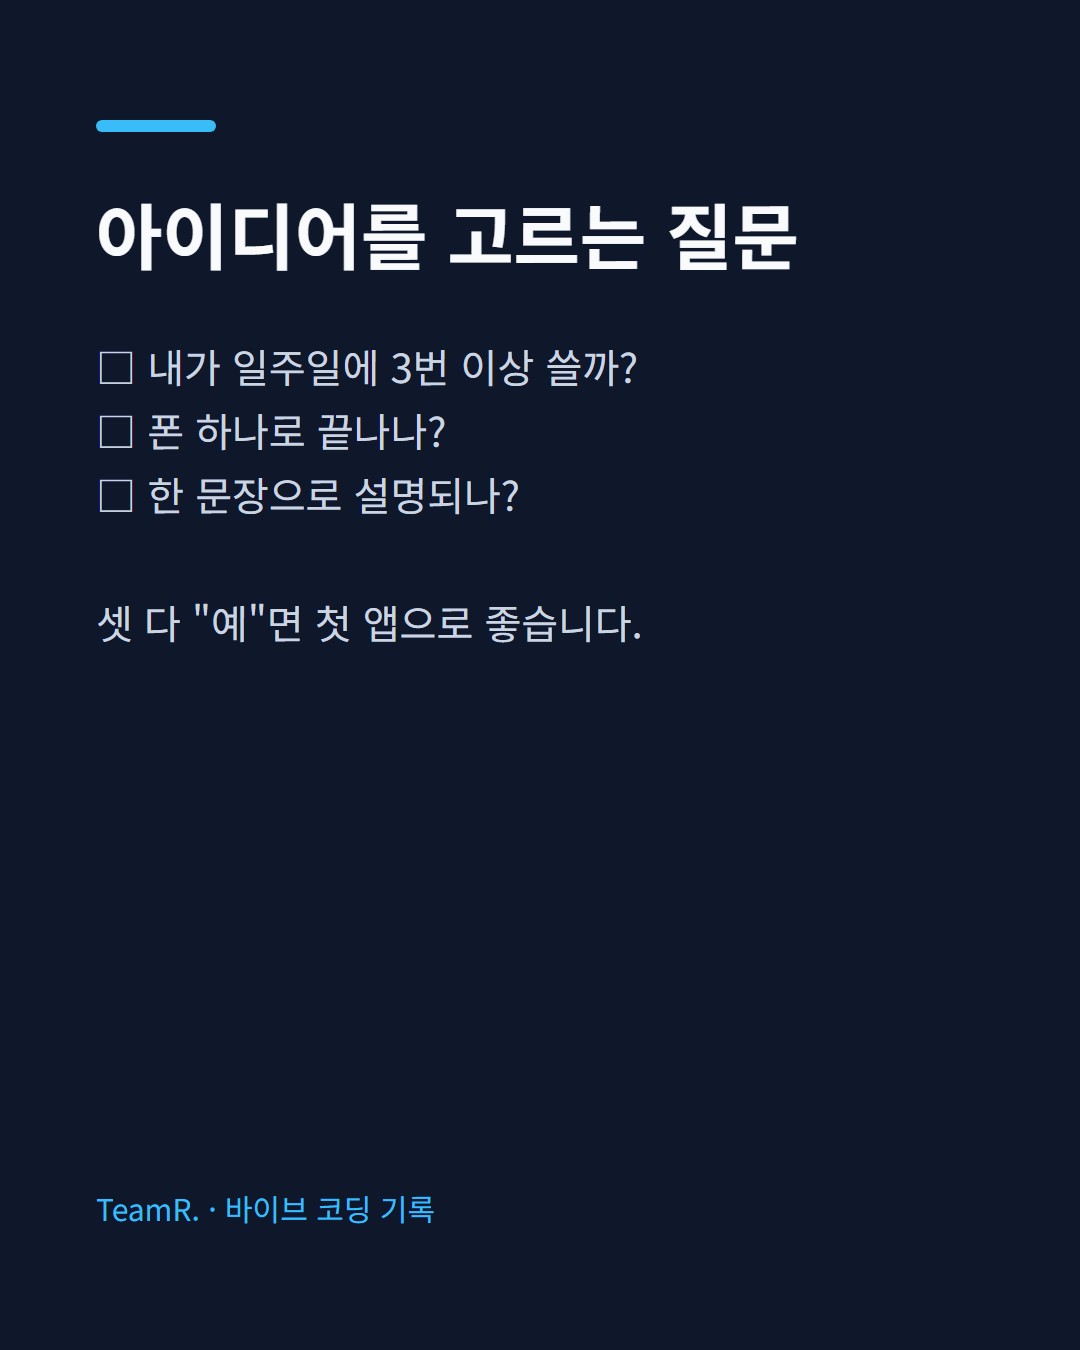 아이디어를 고르는 질문
□ 내가 일주일에 3번 이상 쓸까?
□ 폰 하나로 끝나나?
□ 한 문장으로 설명되나?
셋 다 "예"면 첫 앱으로 좋습니다.
TeamR. · 바이브 코딩 기록